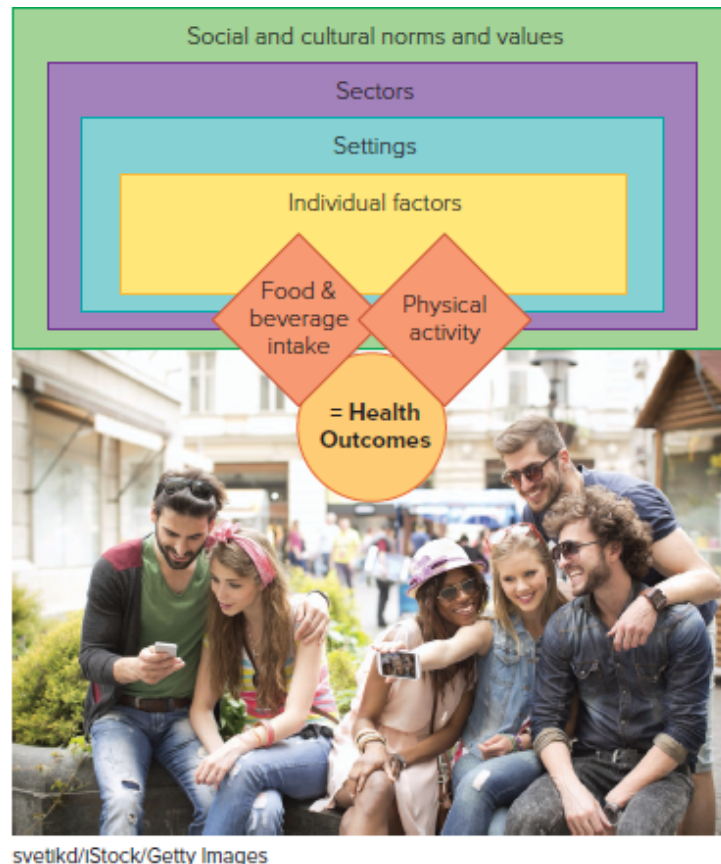 Social and cultural norms and values
Sectors
Settings
Individual factors
Food &
beverage
intake
Physical
activity
= Health
Outcomes
svetikd/iStock/Getty Images